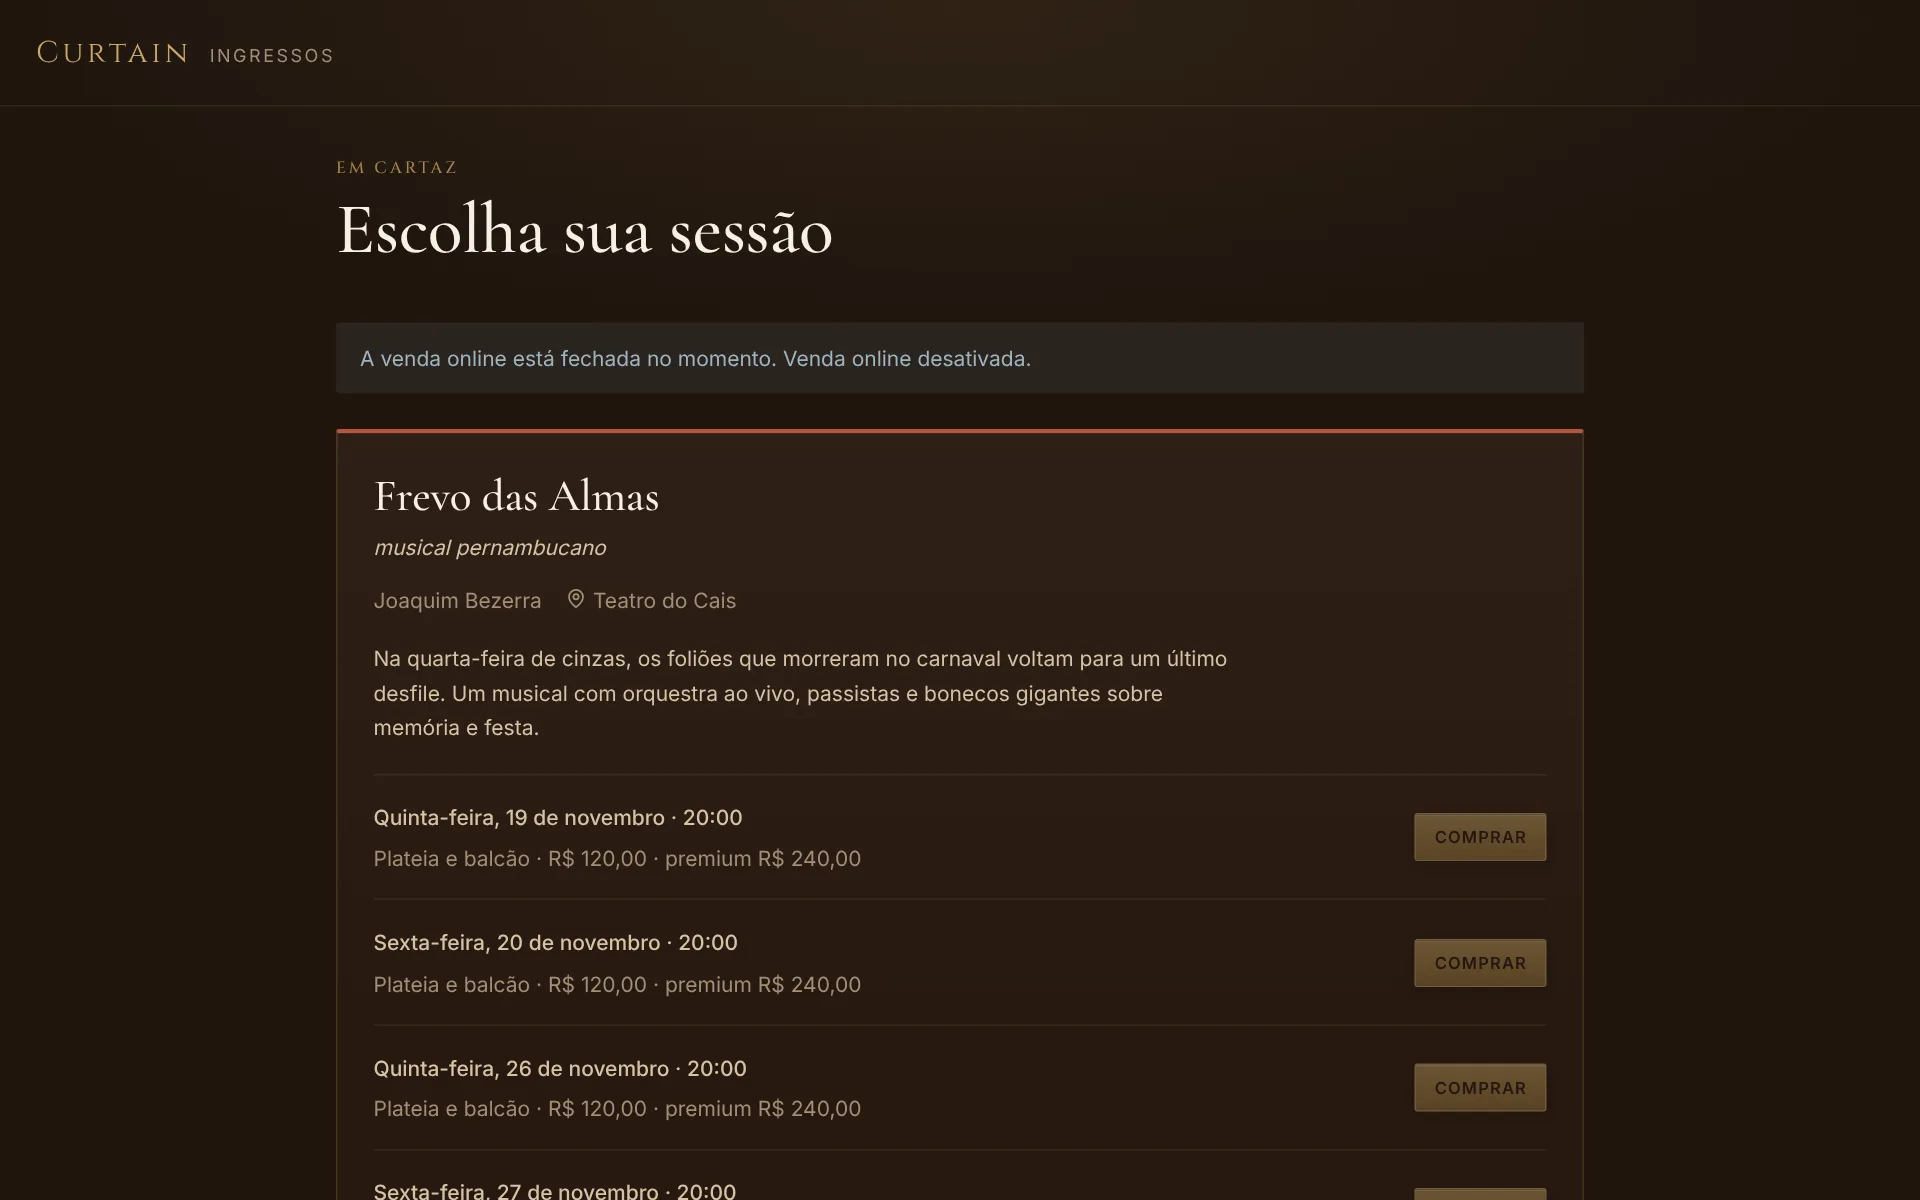 CURTAIN INGRESSOS
EM CARTAZ
Escolha sua sessão
A venda online está fechada no momento. Venda online desativada.
Frevo das Almas
musical pernambucano
Joaquim Bezerra Teatro do Cais
Na quarta-feira de cinzas, os foliões que morreram no carnaval voltam para um último
desfile. Um musical com orquestra ao vivo, passistas e bonecos gigantes sobre
memória e festa.
Quinta-feira, 19 de novembro · 20:00
Plateia e balcão · R$ 120,00 · premium R$ 240,00
COMPRAR
Sexta-feira, 20 de novembro · 20:00
Plateia e balcão · R$ 120,00 · premium R$ 240,00
COMPRAR
Quinta-feira, 26 de novembro · 20:00
Plateia e balcão · R$ 120,00 · premium R$ 240,00
COMPRAR
Sexta-feira, 27 de novembro · 20:00